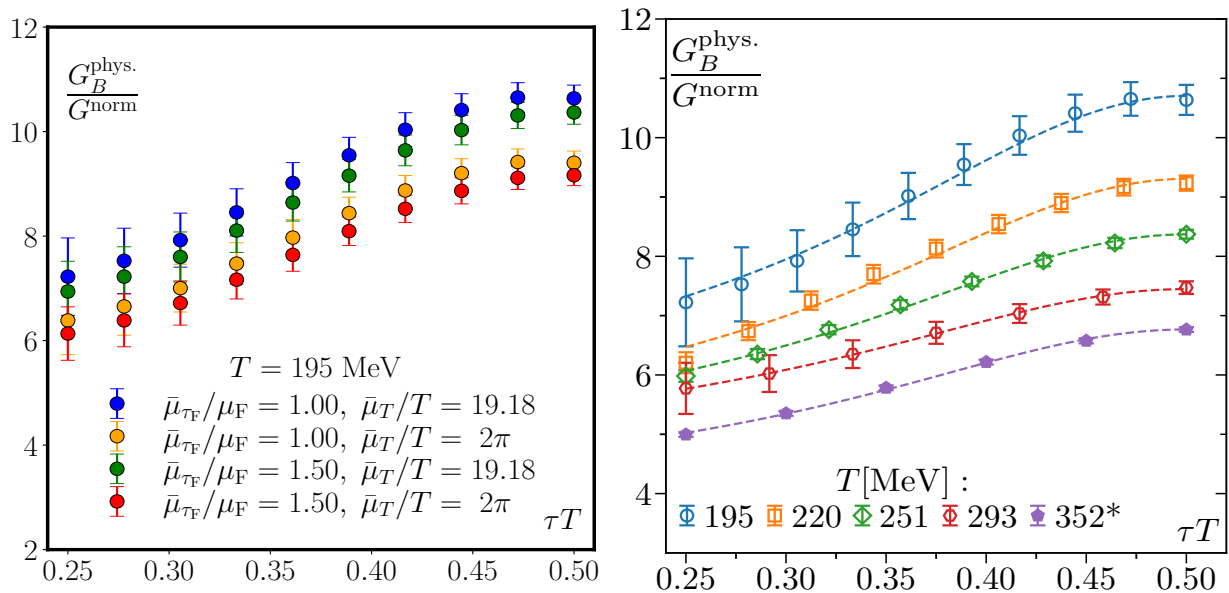 12
10
8
6
4
2
G_B^phys.
G^norm
T = 195 MeV
μ̄_τF/μ_F = 1.00, μ̄_T/T = 19.18
μ̄_τF/μ_F = 1.00, μ̄_T/T = 2π
μ̄_τF/μ_F = 1.50, μ̄_T/T = 19.18
μ̄_τF/μ_F = 1.50, μ̄_T/T = 2π
τT
0.25 0.30 0.35 0.40 0.45 0.50
12
10
8
6
4
G_B^phys.
G^norm
T[MeV] :
195 220 251 293 352*
τT
0.25 0.30 0.35 0.40 0.45 0.50